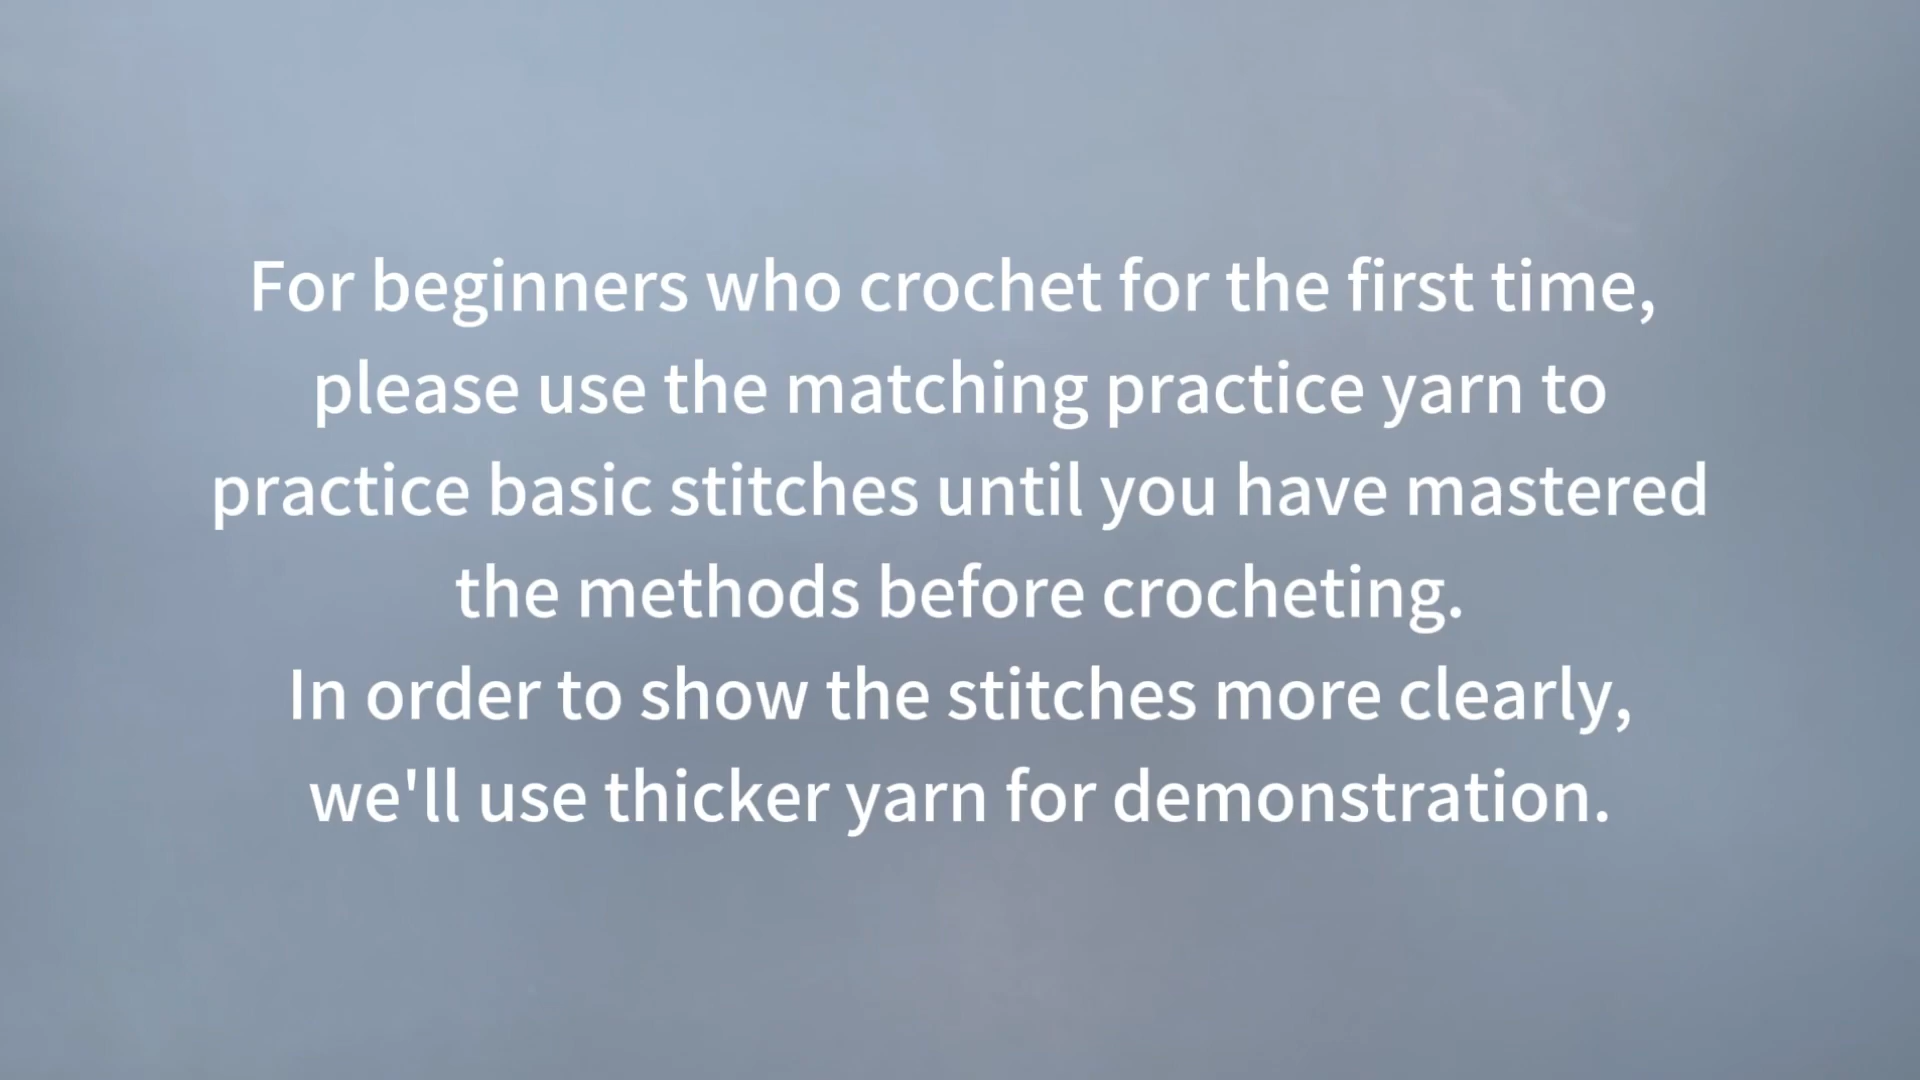 For beginners who crochet for the first time,
please use the matching practice yarn to
practice basic stitches until you have mastered
the methods before crocheting.
In order to show the stitches more clearly,
we'll use thicker yarn for demonstration.